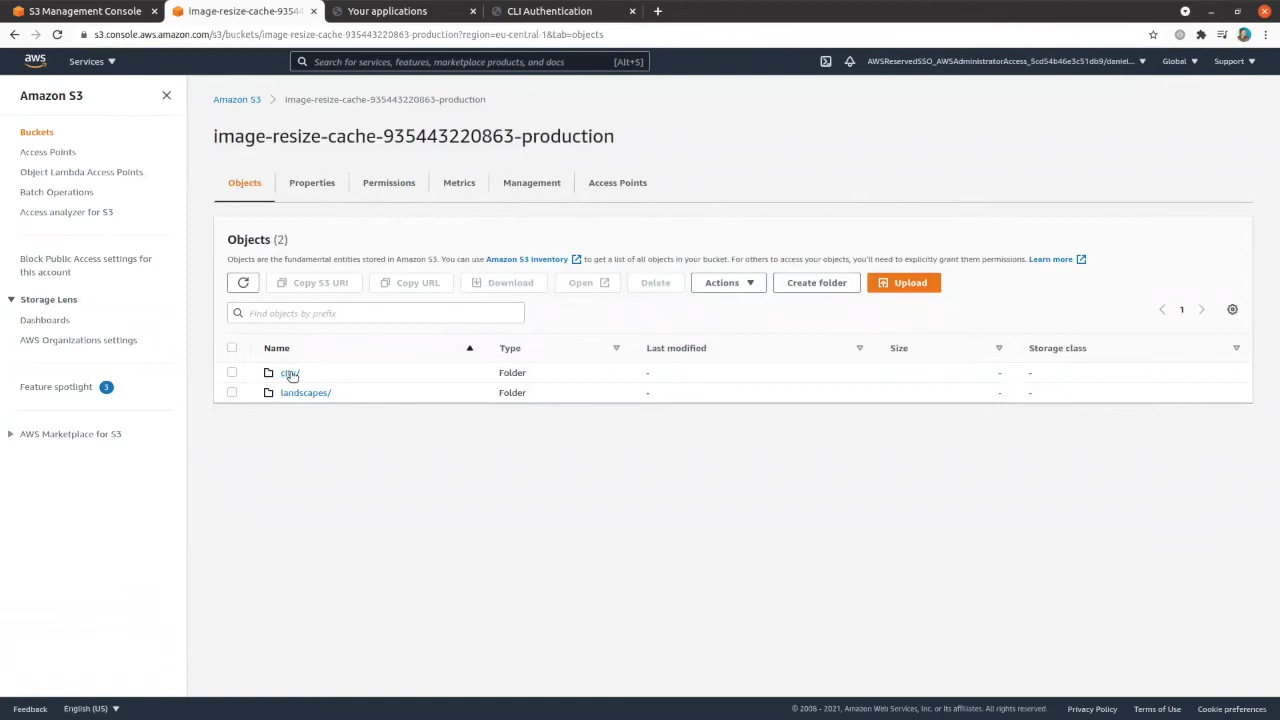 S3 Management Console
image-resize-cache-93544
Your applications
CLI Authentication
s3.console.aws.amazon.com/s3/buckets/image-resize-cache-935443220863-production?region=eu-central-1&tab=objects
aws
Services
Search for services, features, marketplace products, and docs
[Alt+S]
AWSReservedSSO_AWSAdministratorAccess_5cd54b46e3c51db9/daniel...
Global
Support
Amazon S3
Buckets
Access Points
Object Lambda Access Points
Batch Operations
Access analyzer for S3
Block Public Access settings for
this account
Storage Lens
Dashboards
AWS Organizations settings
Feature spotlight 3
AWS Marketplace for S3
Amazon S3 > image-resize-cache-935443220863-production
image-resize-cache-935443220863-production
Objects
Properties
Permissions
Metrics
Management
Access Points
Objects (2)
Objects are the fundamental entities stored in Amazon S3. You can use Amazon S3 Inventory to get a list of all objects in your bucket. For others to access your objects, you'll need to explicitly grant them permissions. Learn more
Copy S3 URI
Copy URL
Download
Open
Delete
Actions
Create folder
Upload
Find objects by prefix
1
Name
Type
Last modified
Size
Storage class
Folder - - -
landscapes/ Folder - - -
Feedback
English (US)
© 2008 - 2021, Amazon Web Services, Inc. or its affiliates. All rights reserved.
Privacy Policy
Terms of Use
Cookie preferences